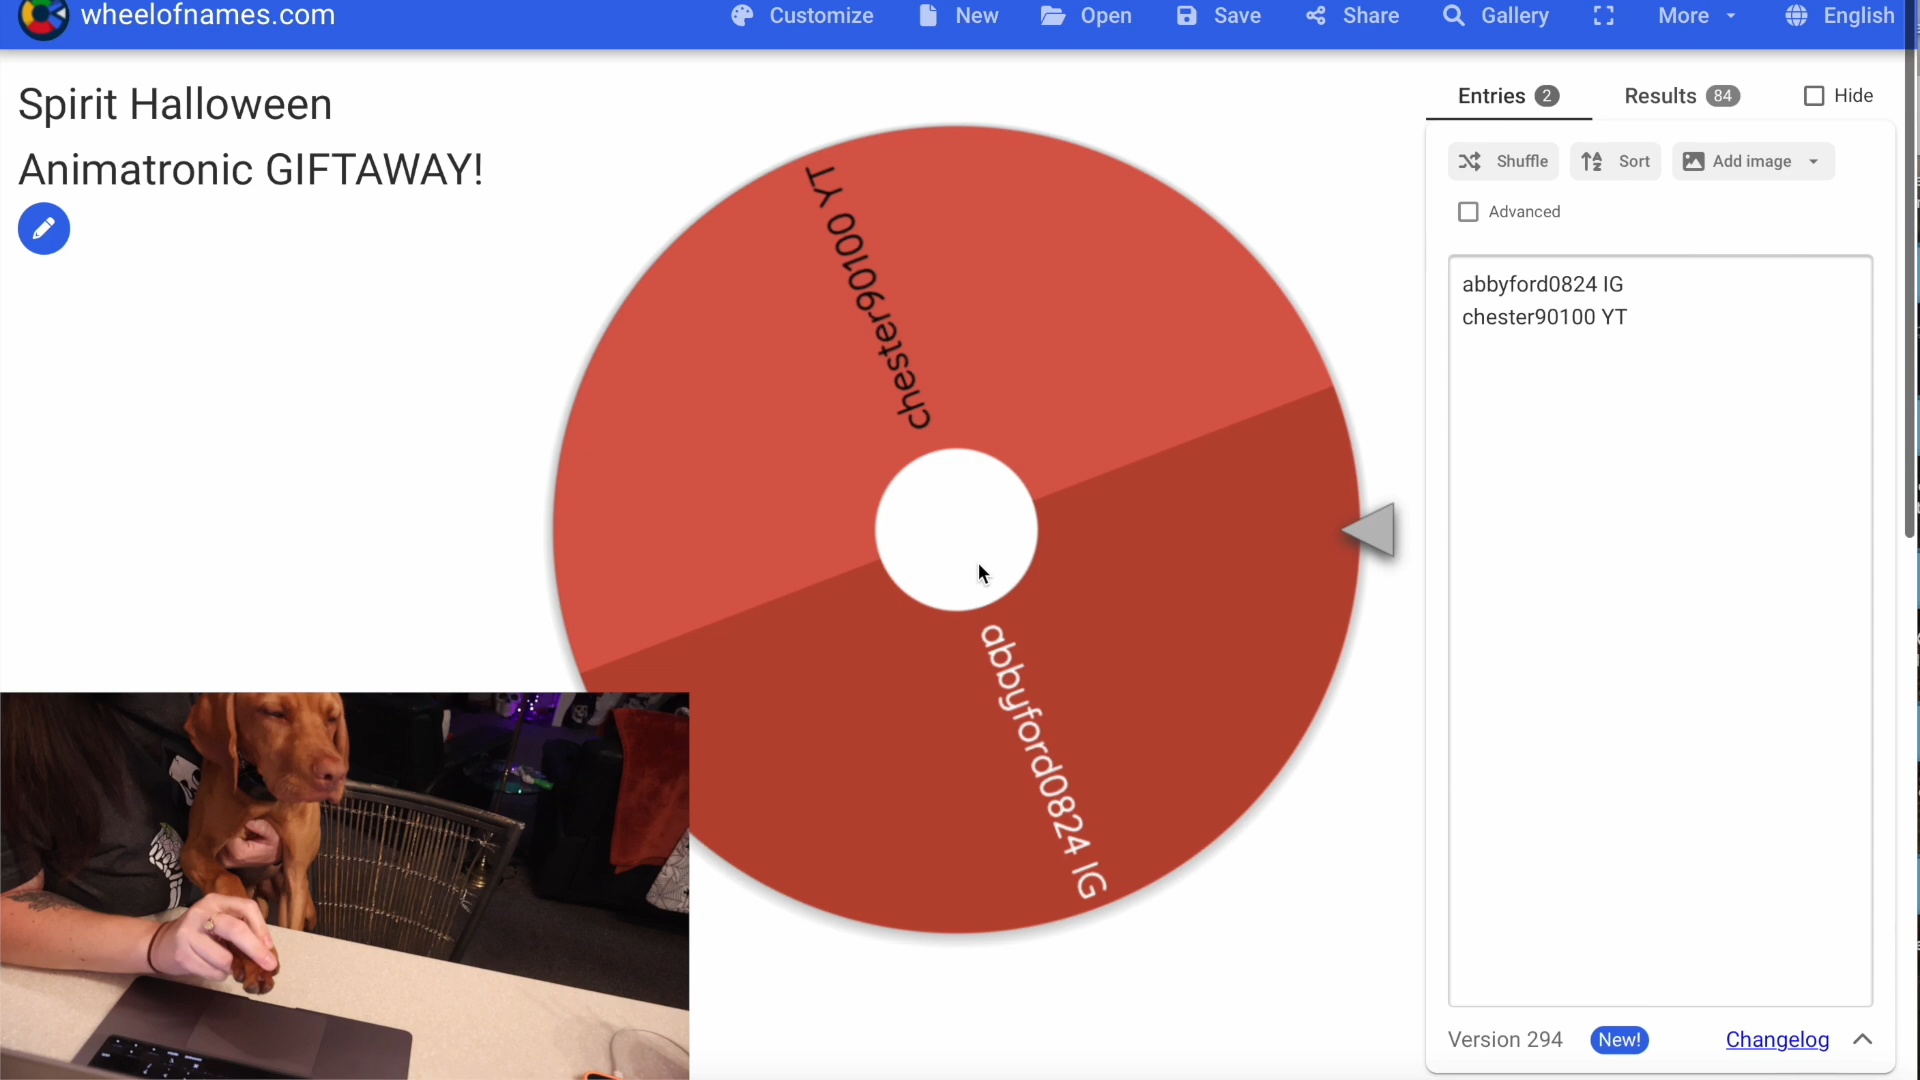 wheelofnames.com
Customize
New
Open
Save
Share
Gallery
More
English
Spirit Halloween
Animatronic GIFTAWAY!
Entries 2
Results 84
Hide
Shuffle
Sort
Add image
Advanced
abbyford0824 IG
chester90100 YT
chester90100 YT
abbyford0824 IG
Version 294
New!
Changelog